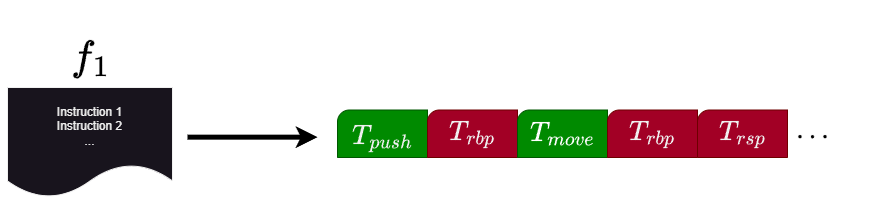 f₁
Instruction 1
Instruction 2
...
T_push T_rbp T_move T_rbp T_rsp ...